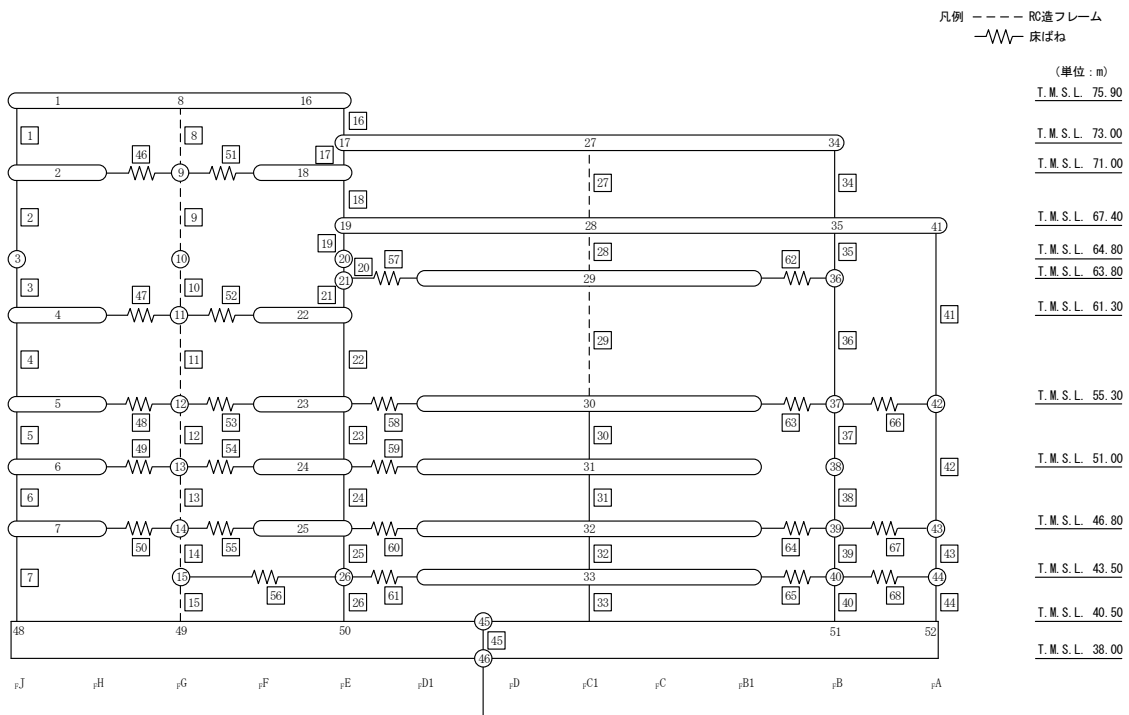 凡例 ---- RC造フレーム
床ばね
(単位:m)
T.M.S.L. 75.90
1 8 16
1 8 16
T.M.S.L. 73.00
17 27 34
46 51 17
T.M.S.L. 71.00
2 9 18
27 34
2 9 18
T.M.S.L. 67.40
19 28 35 41
19 28 35
T.M.S.L. 64.80
3 10 20
57 62
20
T.M.S.L. 63.80
21 29 36
3 10 21
47 52
T.M.S.L. 61.30
4 11 22
41
29 36
4 11 22
T.M.S.L. 55.30
5 12 23 30 37 42
48 53 58 63 66
5 12 23 30 37
49 54 59
T.M.S.L. 51.00
6 13 24 31 38
42
6 13 24 31 38
T.M.S.L. 46.80
7 14 25 32 39 43
50 55 60 64 67
14 25 32 39 43
T.M.S.L. 43.50
7 15 26 33 40 44
56 61 65 68
15 26 33 40 44
T.M.S.L. 40.50
48 49 50 45 51 52
45
T.M.S.L. 38.00
46
FJ FH FG FF FE FD1 FD FC1 FC FB1 FB FA